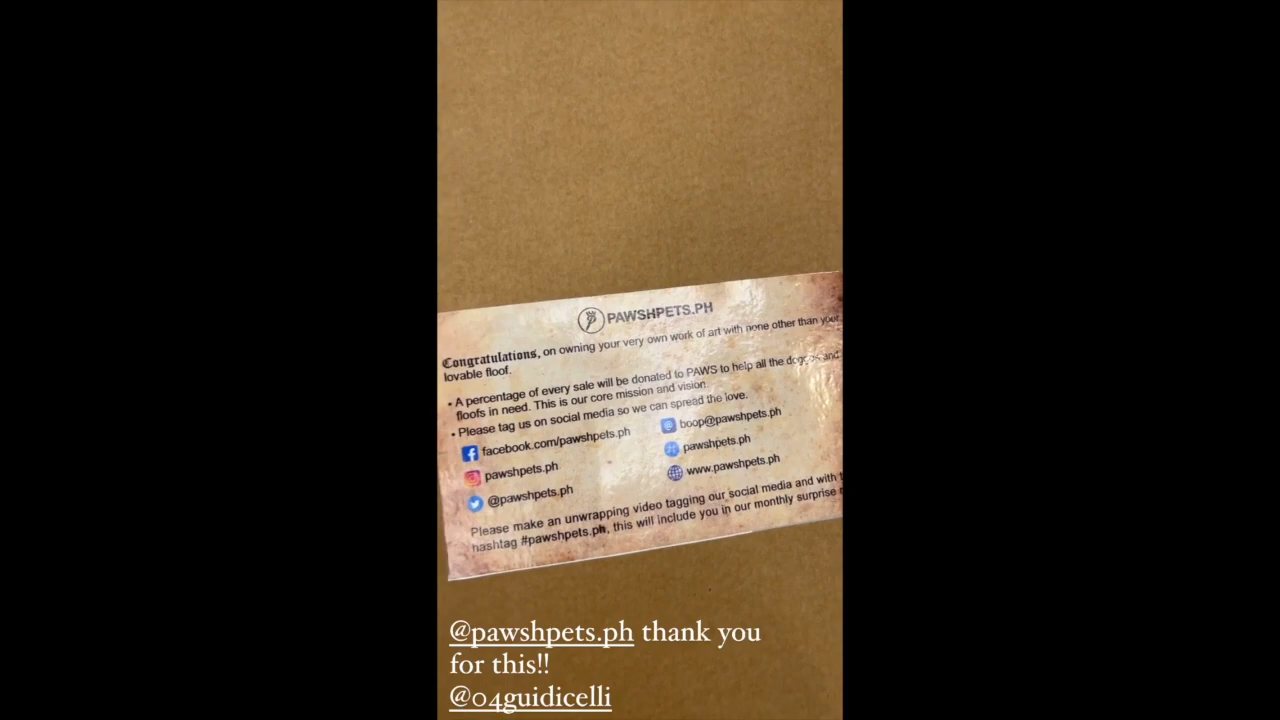 PAWSHPETS.PH
Congratulations, on owning your very own work of art with none other than your
lovable floof.
• A percentage of every sale will be donated to PAWS to help all the doggos and
floofs in need. This is our core mission and vision.
• Please tag us on social media so we can spread the love.
facebook.com/pawshpets.ph
boop@pawshpets.ph
pawshpets.ph
pawshpets.ph
@pawshpets.ph
www.pawshpets.ph
Please make an unwrapping video tagging our social media and with
hashtag #pawshpets.ph, this will include you in our monthly surprise
@pawshpets.ph thank you
for this!!
@04guidicelli